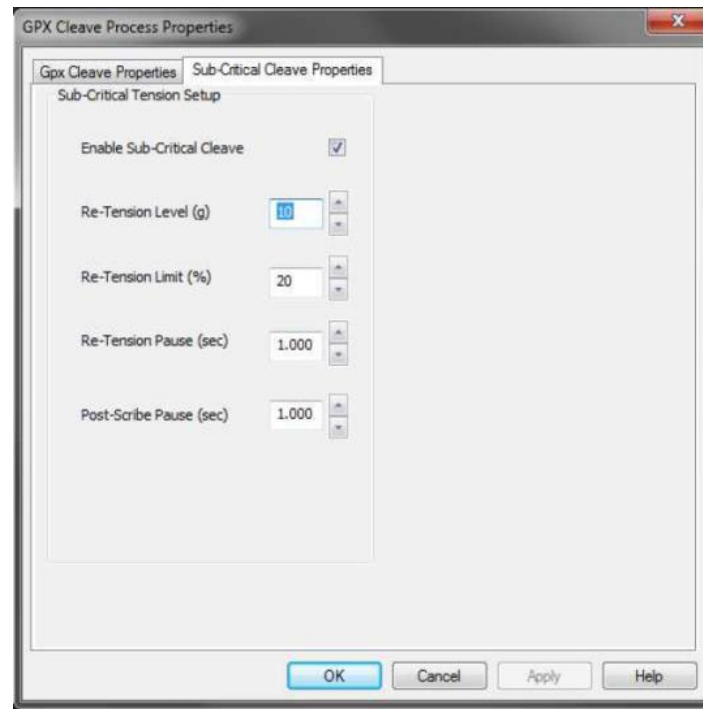 GPX Cleave Process Properties
Gpx Cleave Properties Sub-Critical Cleave Properties
Sub-Critical Tension Setup
Enable Sub-Critical Cleave
Re-Tension Level (g) 10
Re-Tension Limit (%) 20
Re-Tension Pause (sec) 1.000
Post-Scribe Pause (sec) 1.000
OK Cancel Apply Help